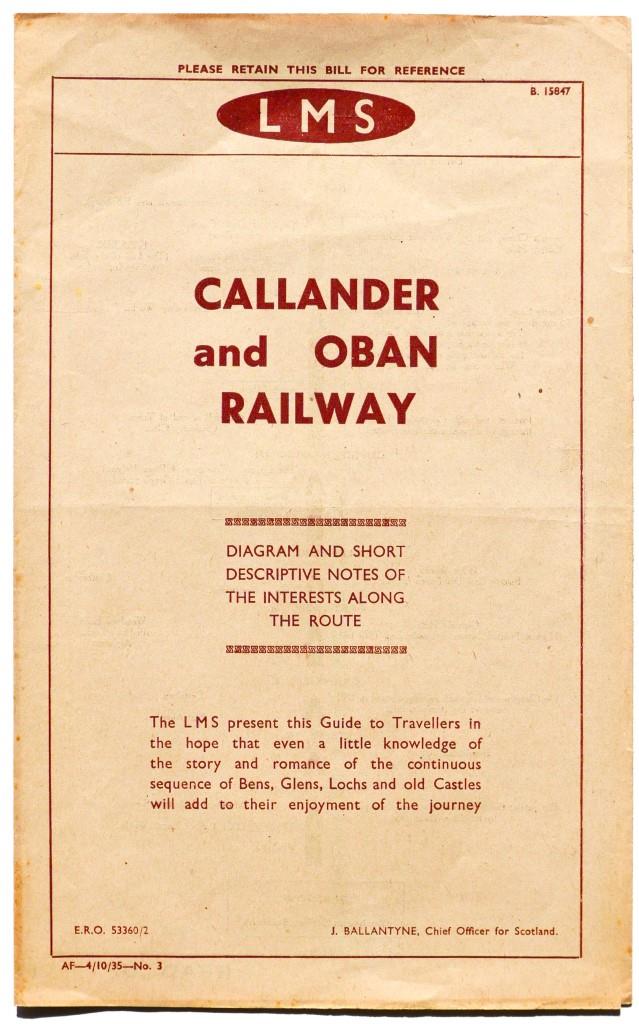 PLEASE RETAIN THIS BILL FOR REFERENCE
B. 15847
LMS
CALLANDER
and OBAN
RAILWAY
DIAGRAM AND SHORT
DESCRIPTIVE NOTES OF
THE INTERESTS ALONG
THE ROUTE
The LMS present this Guide to Travellers in
the hope that even a little knowledge of
the story and romance of the continuous
sequence of Bens, Glens, Lochs and old Castles
will add to their enjoyment of the journey
E.R.O. 53360/2
J. BALLANTYNE, Chief Officer for Scotland.
AF—4/10/35—No. 3